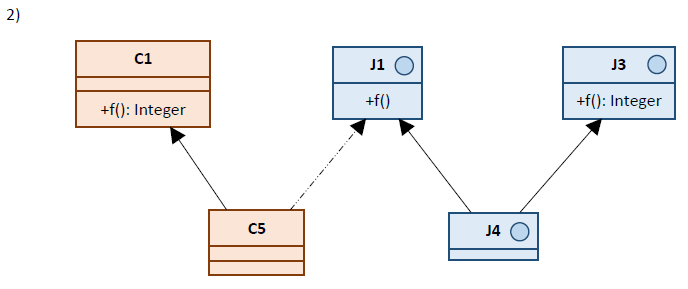 2)
C1
+f(): Integer
J1
+f()
J3
+f(): Integer
C5
J4